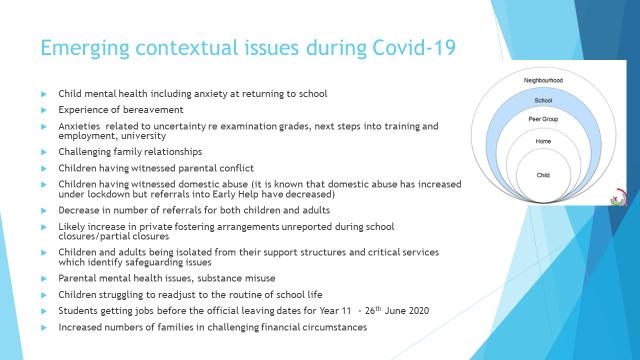 Emerging contextual issues during Covid-19
Child mental health including anxiety at returning to school
Experience of bereavement
Anxieties related to uncertainty re examination grades, next steps into training and
employment, university
Challenging family relationships
Children having witnessed parental conflict
Children having witnessed domestic abuse (it is known that domestic abuse has increased
under lockdown but referrals into Early Help have decreased)
Decrease in number of referrals for both children and adults
Likely increase in private fostering arrangements unreported during school
closures/partial closures
Children and adults being isolated from their support structures and critical services
which identify safeguarding issues
Parental mental health issues, substance misuse
Children struggling to readjust to the routine of school life
Students getting jobs before the official leaving dates for Year 11 - 26th June 2020
Increased numbers of families in challenging financial circumstances
Neighbourhood
School
Peer Group
Home
Child